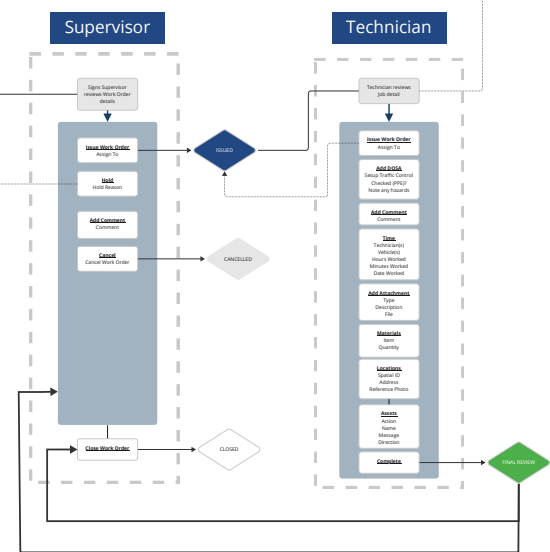 Supervisor
Signs Supervisor
reviews Work Order
details
Issue Work Order
Assign To
Hold
Hold Reason
Add Comment
Comment
Cancel
Cancel Work Order
Close Work Order
ISSUED
CANCELLED
CLOSED
Technician
Technician reviews
Job detail
Issue Work Order
Assign To
Add DOSA
Setup Traffic Control
Checked (PPE)?
Note any hazards
Add Comment
Comment
Time
Technician(s)
Vehicle(s)
Hours Worked
Minutes Worked
Date Worked
Add Attachment
Type
Description
File
Materials
Item
Quantity
Locations
Spatial ID
Address
Reference Photo
Assets
Action
Name
Message
Direction
Complete
FINAL REVIEW